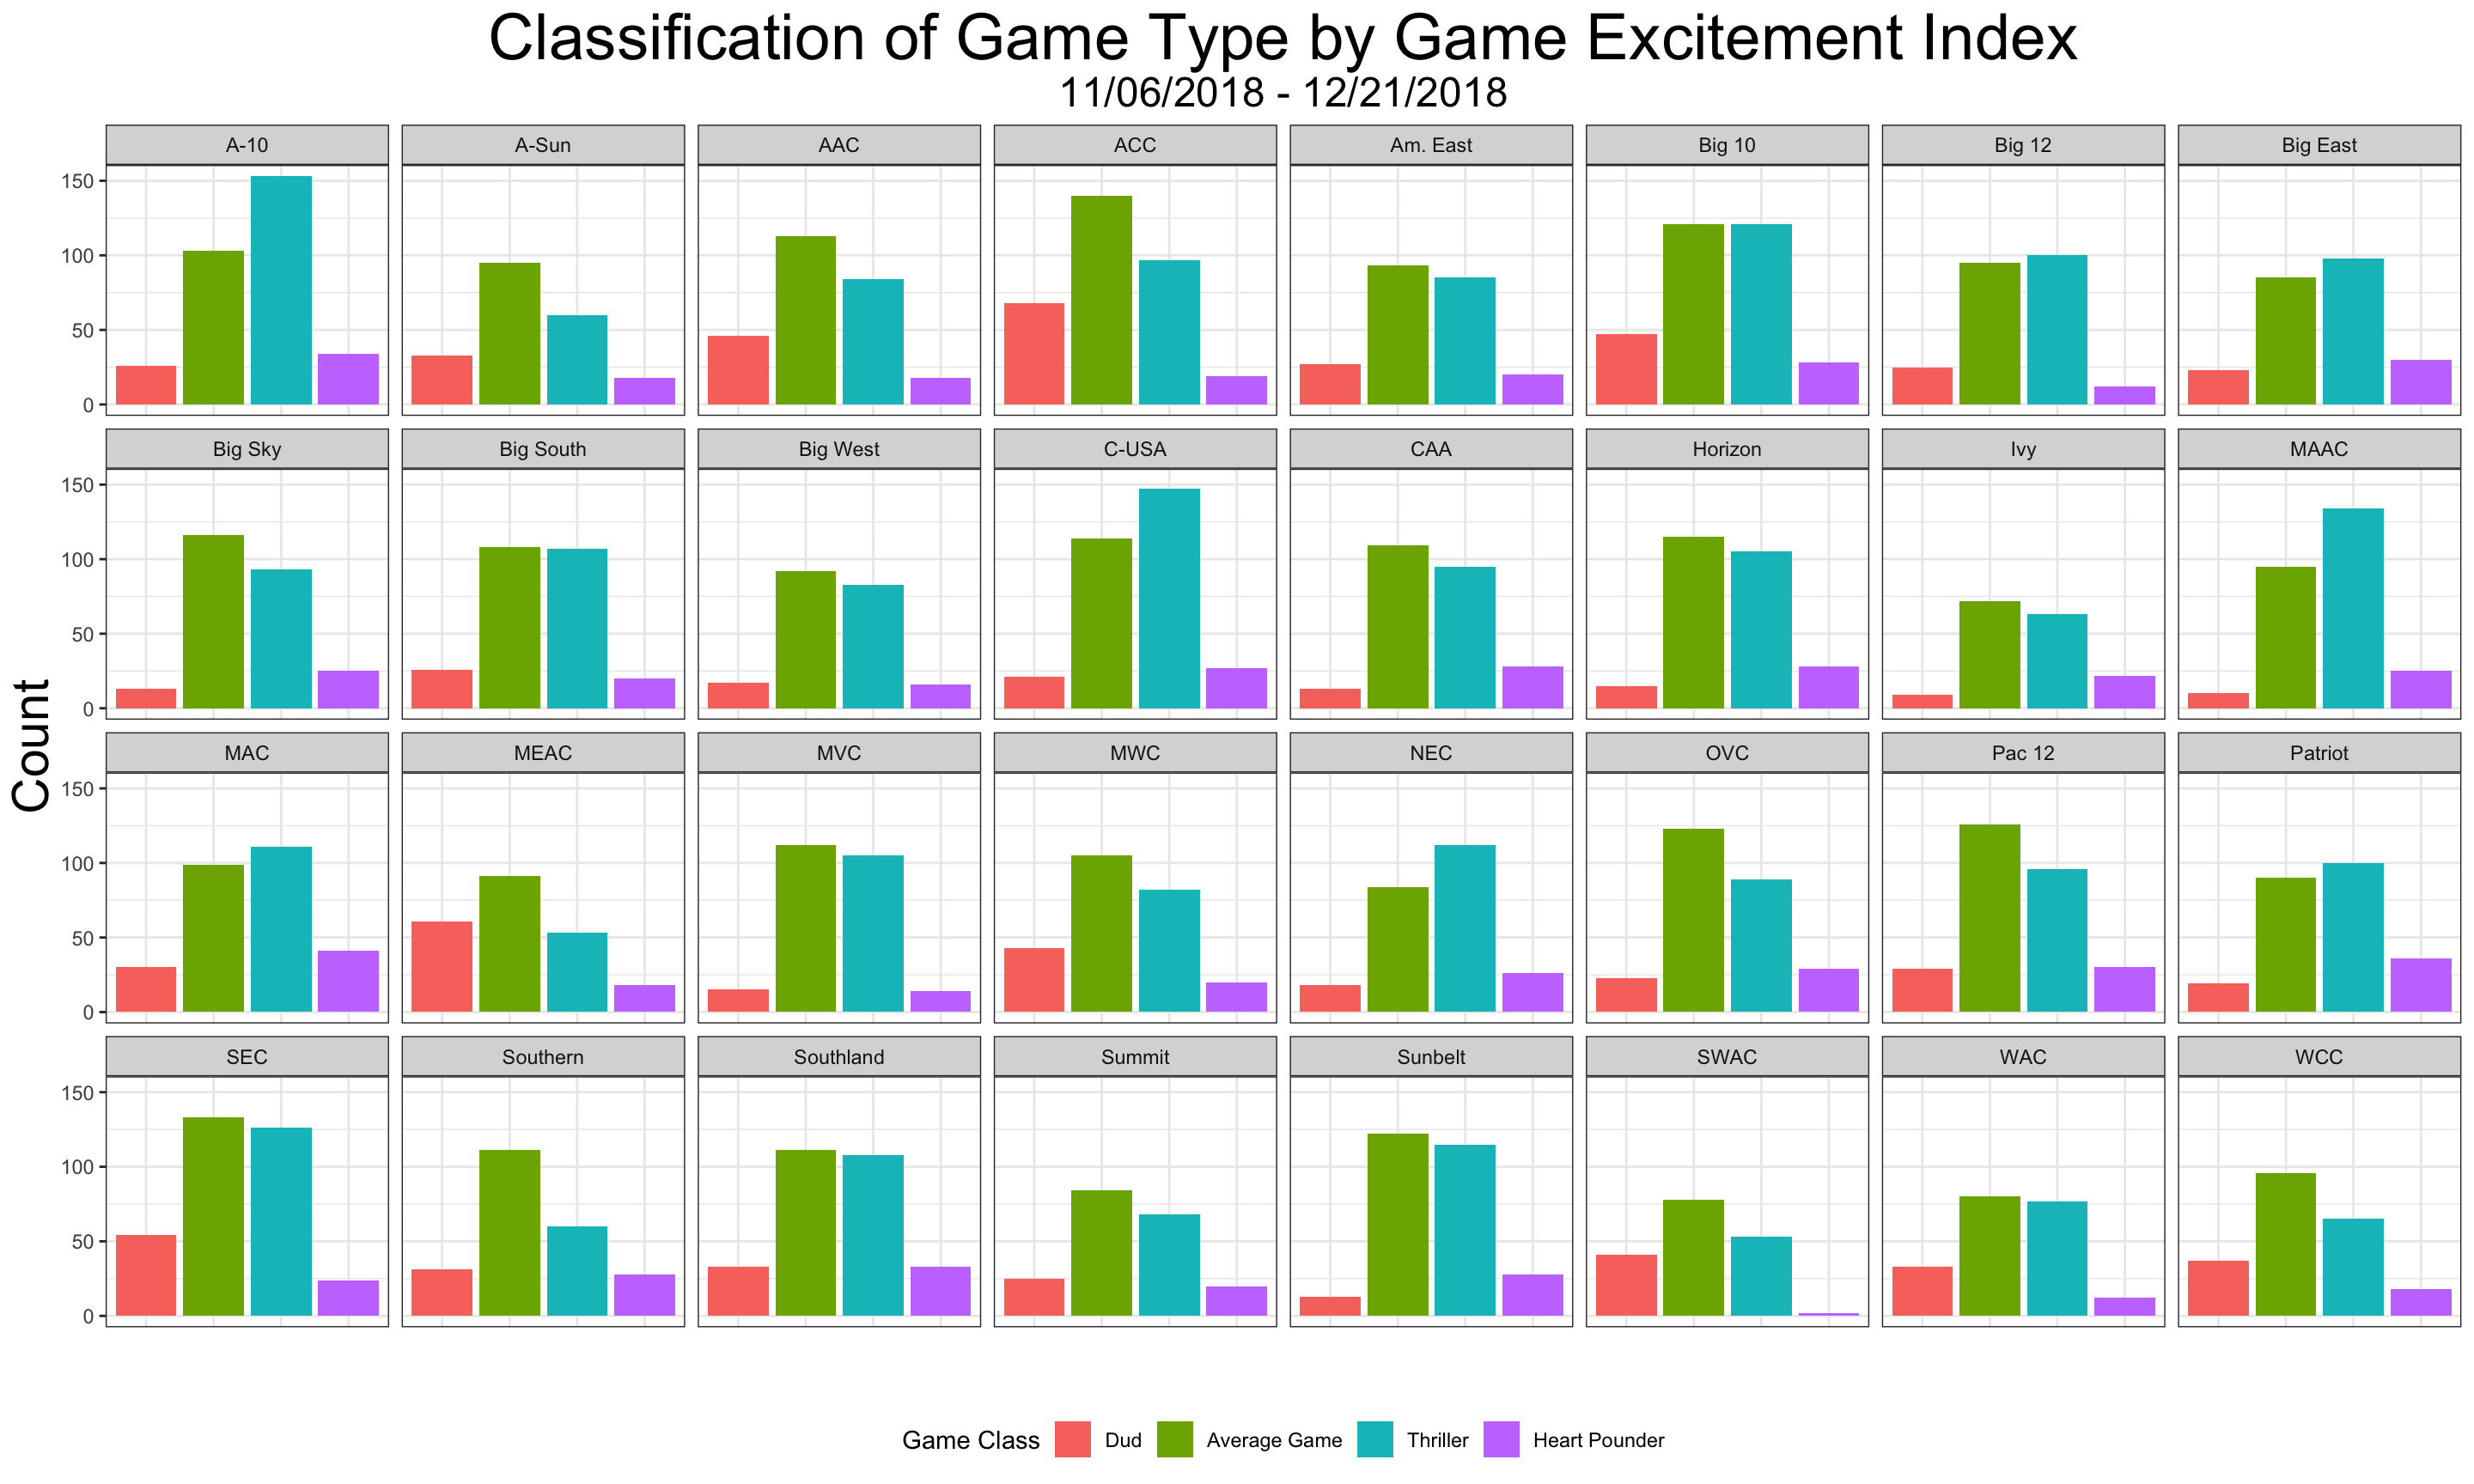 Classification of Game Type by Game Excitement Index
11/06/2018 - 12/21/2018
A-10 A-Sun AAC ACC Am. East Big 10 Big 12 Big East
150
100
50
0
Big Sky Big South Big West C-USA CAA Horizon Ivy MAAC
150
100
50
0
Count
MAC MEAC MVC MWC NEC OVC Pac 12 Patriot
150
100
50
0
SEC Southern Southland Summit Sunbelt SWAC WAC WCC
150
100
50
0
Game Class Dud Average Game Thriller Heart Pounder